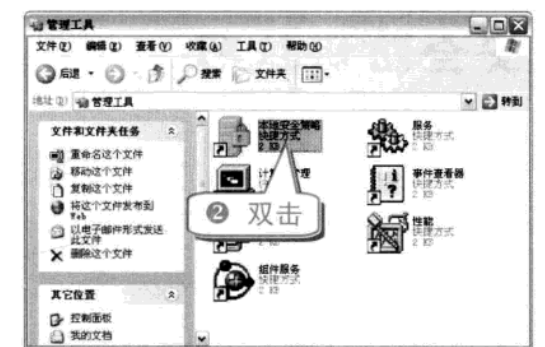 管理工具
文件(F) 编辑(E) 查看(V) 收藏(A) 工具(T) 帮助(H)
后退 搜索 文件夹
地址(D) 管理工具 转到
文件和文件夹任务
重命名这个文件
移动这个文件
复制这个文件
将这个文件发布到
Web
以电子邮件形式发送
此文件
删除这个文件
其它位置
控制面板
我的文档
本地安全策略
快捷方式
2 KB
服务
快捷方式
2 KB
事件查看器
快捷方式
2 KB
❷ 双击
性能
快捷方式
2 KB
组件服务
快捷方式
2 KB